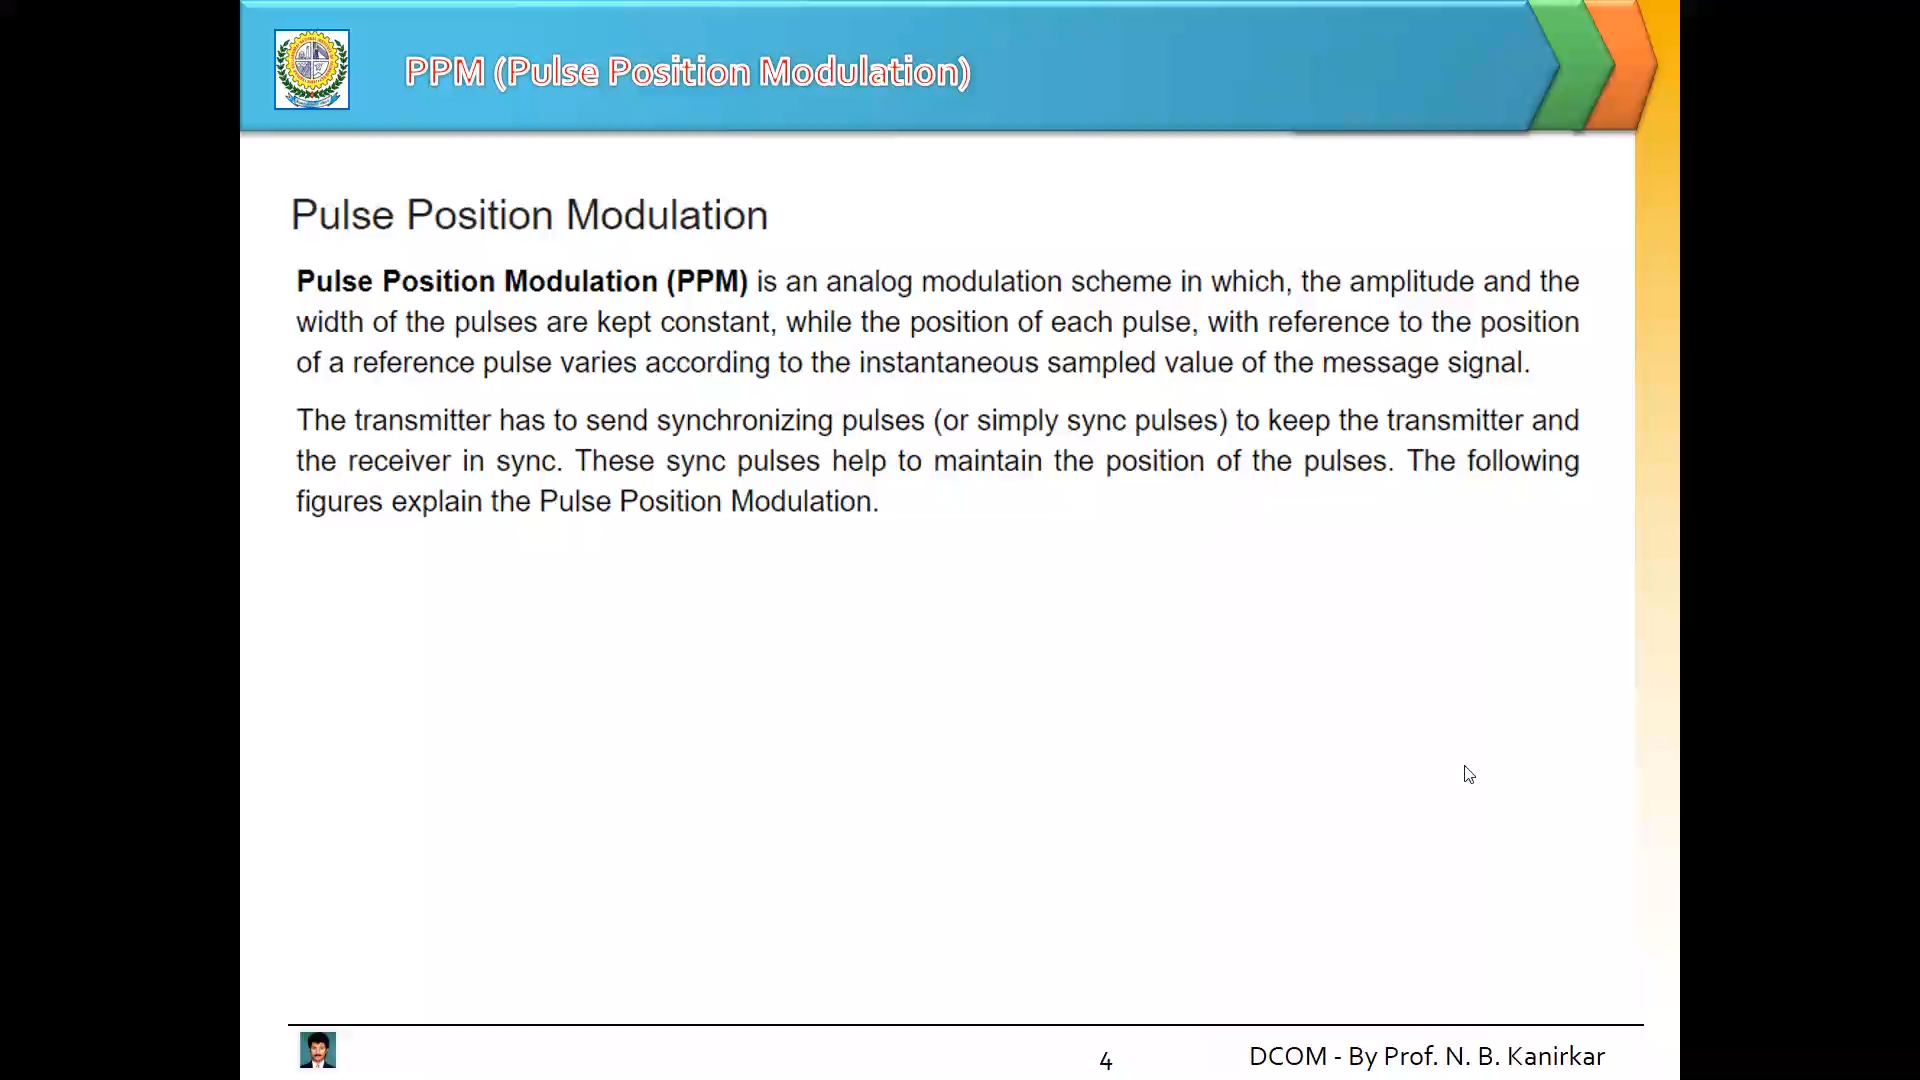 PPM (Pulse Position Modulation)
Pulse Position Modulation
Pulse Position Modulation (PPM) is an analog modulation scheme in which, the amplitude and the
width of the pulses are kept constant, while the position of each pulse, with reference to the position
of a reference pulse varies according to the instantaneous sampled value of the message signal.
The transmitter has to send synchronizing pulses (or simply sync pulses) to keep the transmitter and
the receiver in sync. These sync pulses help to maintain the position of the pulses. The following
figures explain the Pulse Position Modulation.
4
DCOM - By Prof. N. B. Kanirkar